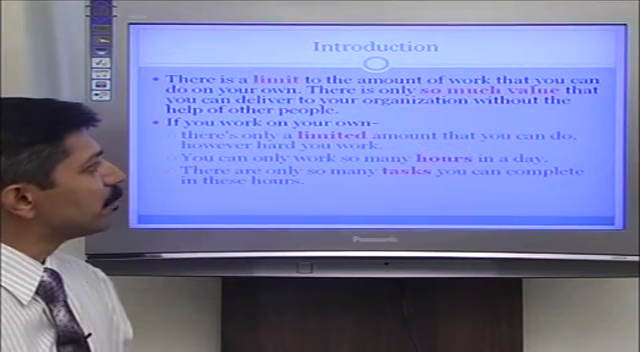 Introduction
• There is a limit to the amount of work that you can
do on your own. There is only so much value that
you can deliver to your organization without the
help of other people.
• If you work on your own-
○ there's only a limited amount that you can do,
however hard you work.
○ You can only work so many hours in a day.
○ There are only so many tasks you can complete
in these hours.
Panasonic